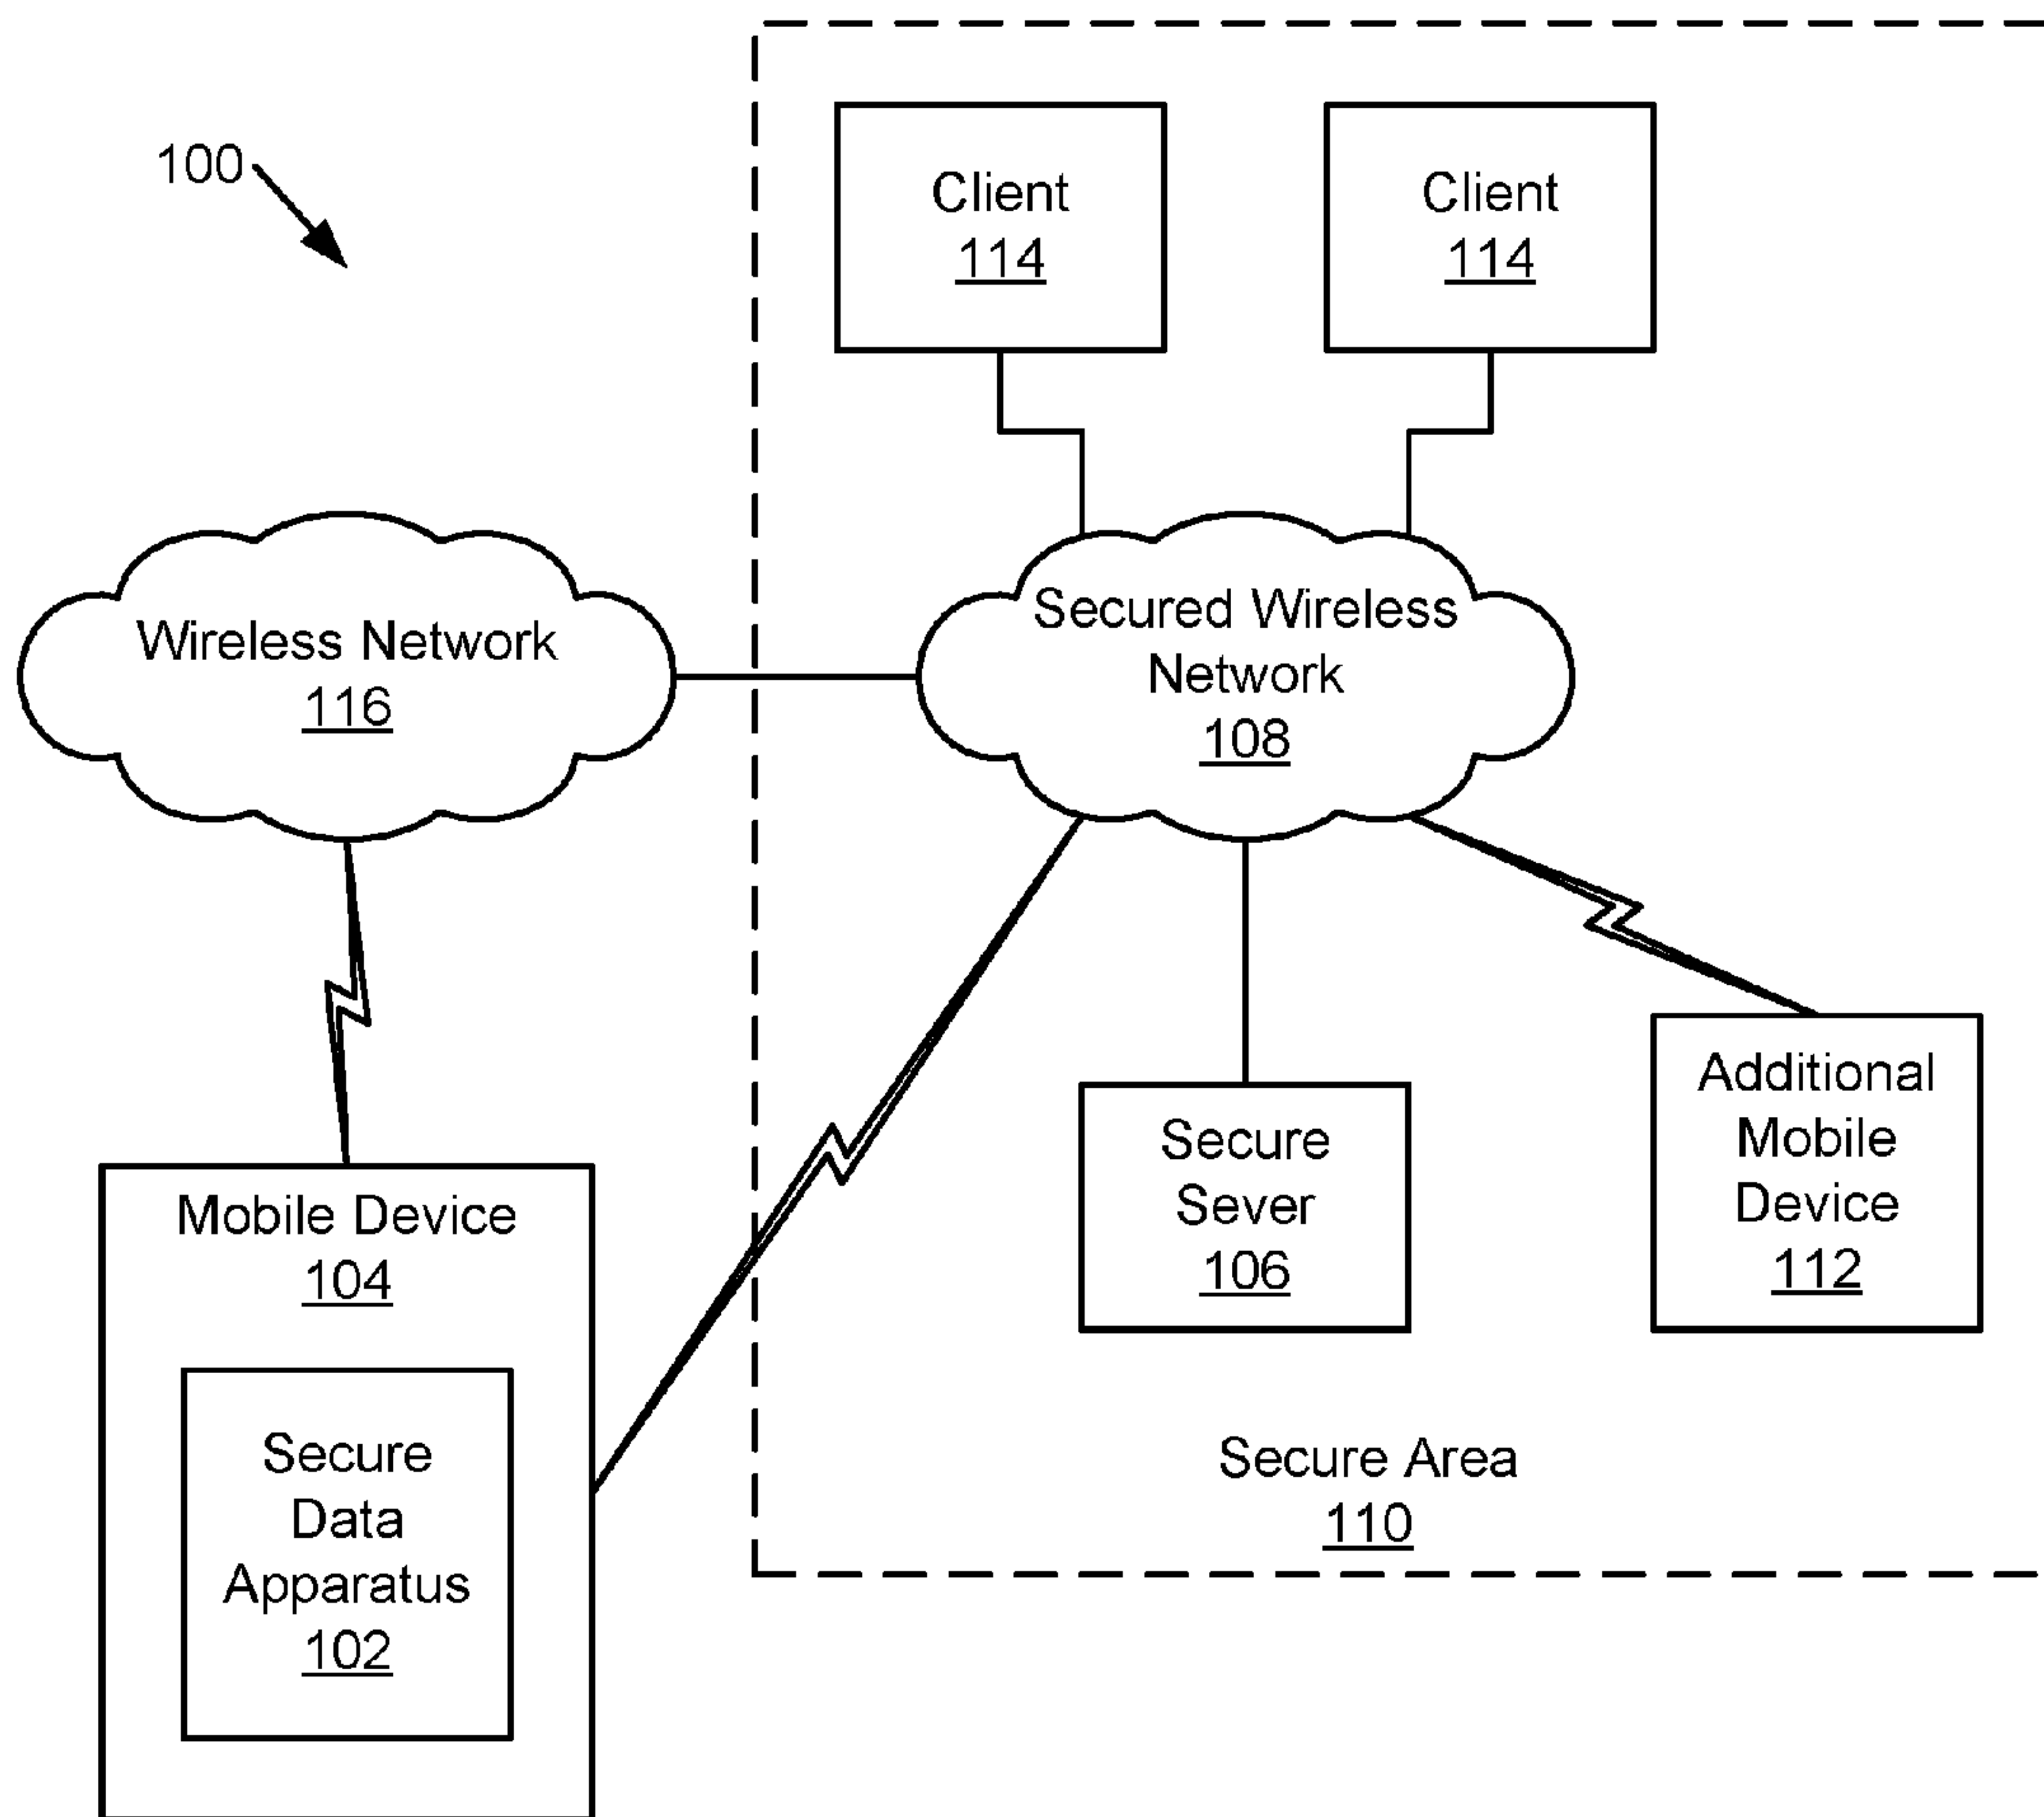 100
Client
114
Client
114
Wireless Network
116
Secured Wireless
Network
108
Mobile Device
104
Secure
Data
Apparatus
102
Secure
Sever
106
Additional
Mobile
Device
112
Secure Area
110